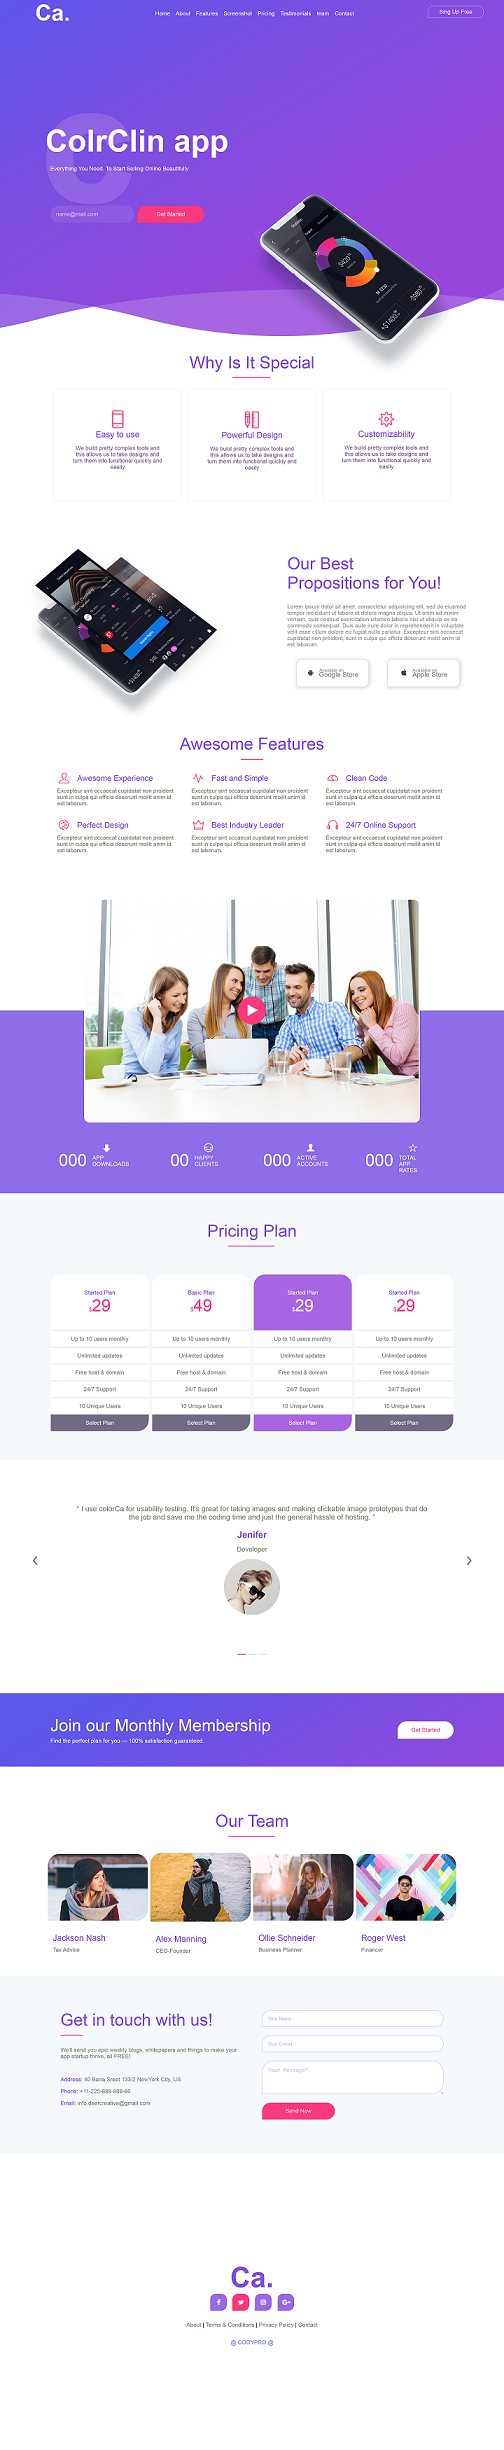 Ca.
Home About Features Screenshot Pricing Testimonials team Contact
Sing Up Free
ColrClin app
Everything You Need. To Start Selling Online Beautifully
name@mail.com
Get Started
Why Is It Special
Easy to use
We build pretty complex tools and
this allows us to take designs and
turn them into functional quickly and
easily
Powerful Design
We build pretty complex tools and
this allows us to take designs and
turn them into functional quickly and
easily
Customizability
We build pretty complex tools and
this allows us to take designs and
turn them into functional quickly and
easily
Our Best
Propositions for You!
Lorem ipsum dolor sit amet, consectetur adipisicing elit, sed do eiusmod
tempor incididunt ut labore et dolore magna aliqua. Ut enim ad minim
veniam, quis nostrud exercitation ullamco laboris nisi ut aliquip ex ea
commodo consequat. Duis aute irure dolor in reprehenderit in voluptate
velit esse cillum dolore eu fugiat nulla pariatur. Excepteur sint occaecat
cupidatat non proident, sunt in culpa qui officia deserunt mollit anim id
est laborum.
Available on
Google Store
Available on
Apple Store
Awesome Features
Awesome Experience
Excepteur sint occaecat cupidatat non proident
sunt in culpa qui officia deserunt mollit anim id
est laborum.
Fast and Simple
Excepteur sint occaecat cupidatat non proident
sunt in culpa qui officia deserunt mollit anim id
est laborum.
Clean Code
Excepteur sint occaecat cupidatat non proident
sunt in culpa qui officia deserunt mollit anim id
est laborum.
Perfect Design
Excepteur sint occaecat cupidatat non proident
sunt in culpa qui officia deserunt mollit anim id
est laborum.
Best Industry Leader
Excepteur sint occaecat cupidatat non proident
sunt in culpa qui officia deserunt mollit anim id
est laborum.
24/7 Online Support
Excepteur sint occaecat cupidatat non proident
sunt in culpa qui officia deserunt mollit anim id
est laborum.
000 APP
DOWNLOADS
00 HAPPY
CLIENTS
000 ACTIVE
ACCOUNTS
000 TOTAL
APP
RATES
Pricing Plan
Started Plan
$29
Up to 10 users monthly
Unlimited updates
Free host & domain
24/7 Support
10 Unique Users
Select Plan
Basic Plan
$49
Up to 10 users monthly
Unlimited updates
Free host & domain
24/7 Support
10 Unique Users
Select Plan
Started Plan
$29
Up to 10 users monthly
Unlimited updates
Free host & domain
24/7 Support
10 Unique Users
Select Plan
Started Plan
$29
Up to 10 users monthly
Unlimited updates
Free host & domain
24/7 Support
10 Unique Users
Select Plan
" I use colorCa for usability testing. It's great for taking images and making clickable image prototypes that do
the job and save me the coding time and just the general hassle of hosting. "
Jenifer
Developer
Join our Monthly Membership
Find the perfect plan for you — 100% satisfaction guaranteed.
Get Started
Our Team
Jackson Nash
Tax Advice
Alex Manning
CEO-Founder
Ollie Schneider
Business Planner
Roger West
Financer
Get in touch with us!
We'll send you epic weekly blogs, whitepapers and things to make your
app startup thrive, all FREE!
Address: 40 Baria Sreet 133/2 NewYork City, US
Phone: +11-225-888-888-66
Email: info.deercreative@gmail.com
Your Name
Your E-mail
Your Message*
Send Now
Ca.
About | Terms & Conditions | Privacy Policy | Contact
@ CODYPRO @